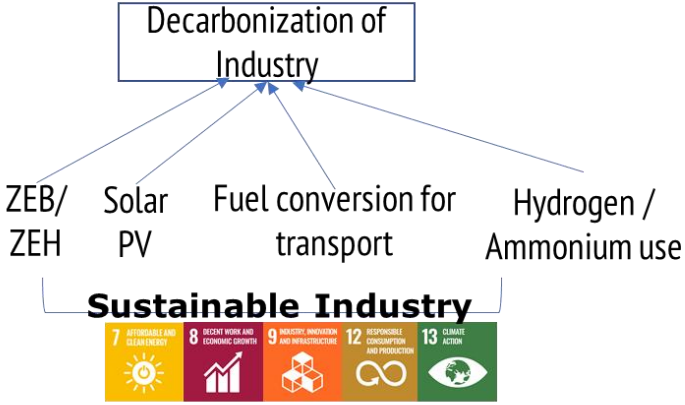 Decarbonization of
Industry
ZEB/
ZEH
Solar
PV
Fuel conversion for
transport
Hydrogen /
Ammonium use
Sustainable Industry
7 AFFORDABLE AND
CLEAN ENERGY
8 DECENT WORK AND
ECONOMIC GROWTH
9 INDUSTRY, INNOVATION
AND INFRASTRUCTURE
12 RESPONSIBLE
CONSUMPTION
AND PRODUCTION
13 CLIMATE
ACTION